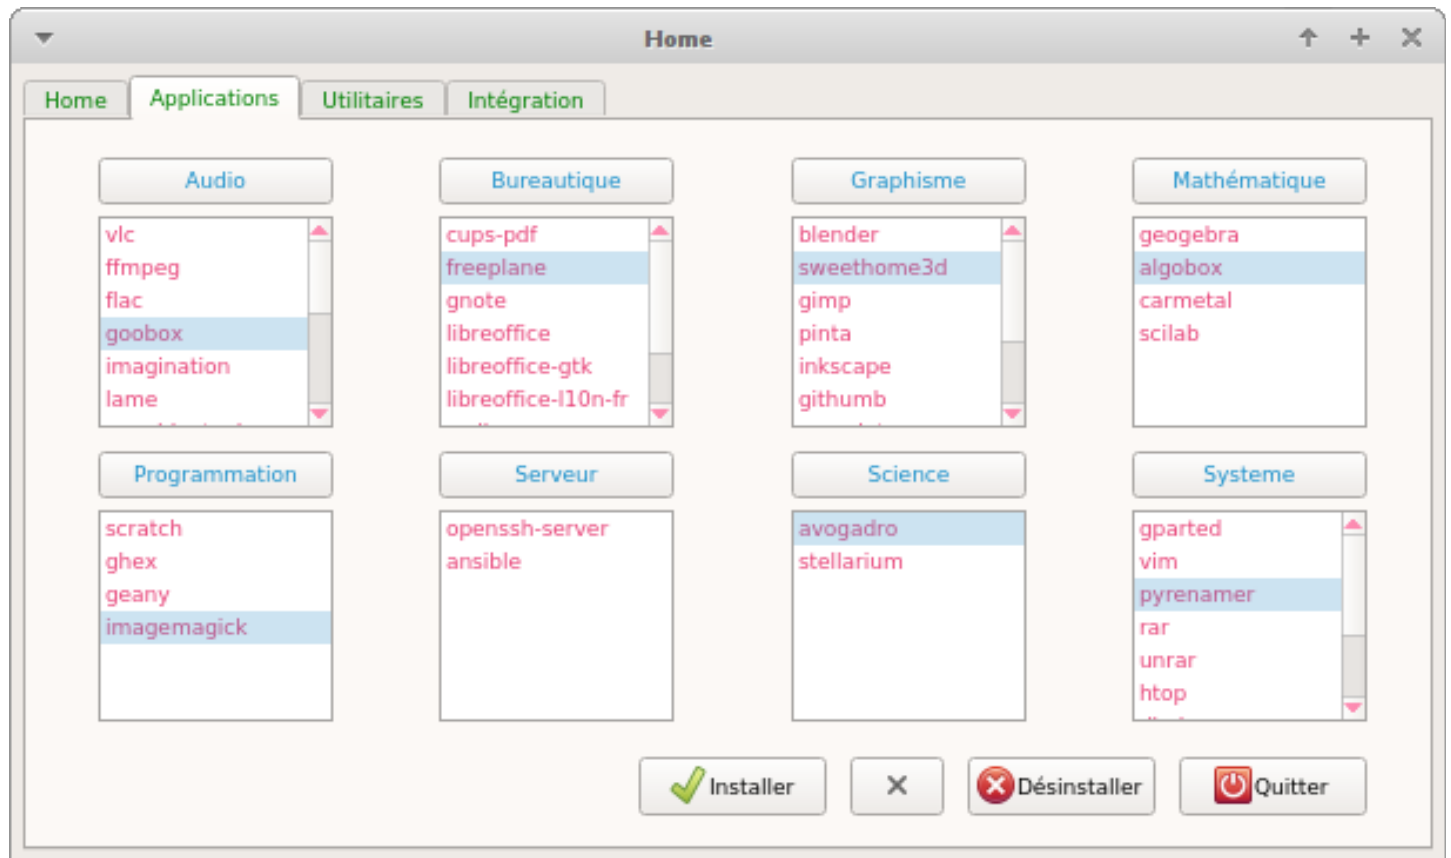 Home
Home Applications Utilitaires Intégration
Audio Bureautique Graphisme Mathématique
vlc
ffmpeg
flac
goobox
imagination
lame
cups-pdf
freeplane
gnote
libreoffice
libreoffice-gtk
libreoffice-l10n-fr
blender
sweethome3d
gimp
pinta
inkscape
githumb
geogebra
algobox
carmetal
scilab
Programmation Serveur Science Systeme
scratch
ghex
geany
imagemagick
openssh-server
ansible
avogadro
stellarium
gparted
vim
pyrenamer
rar
unrar
htop
Installer Désinstaller Quitter